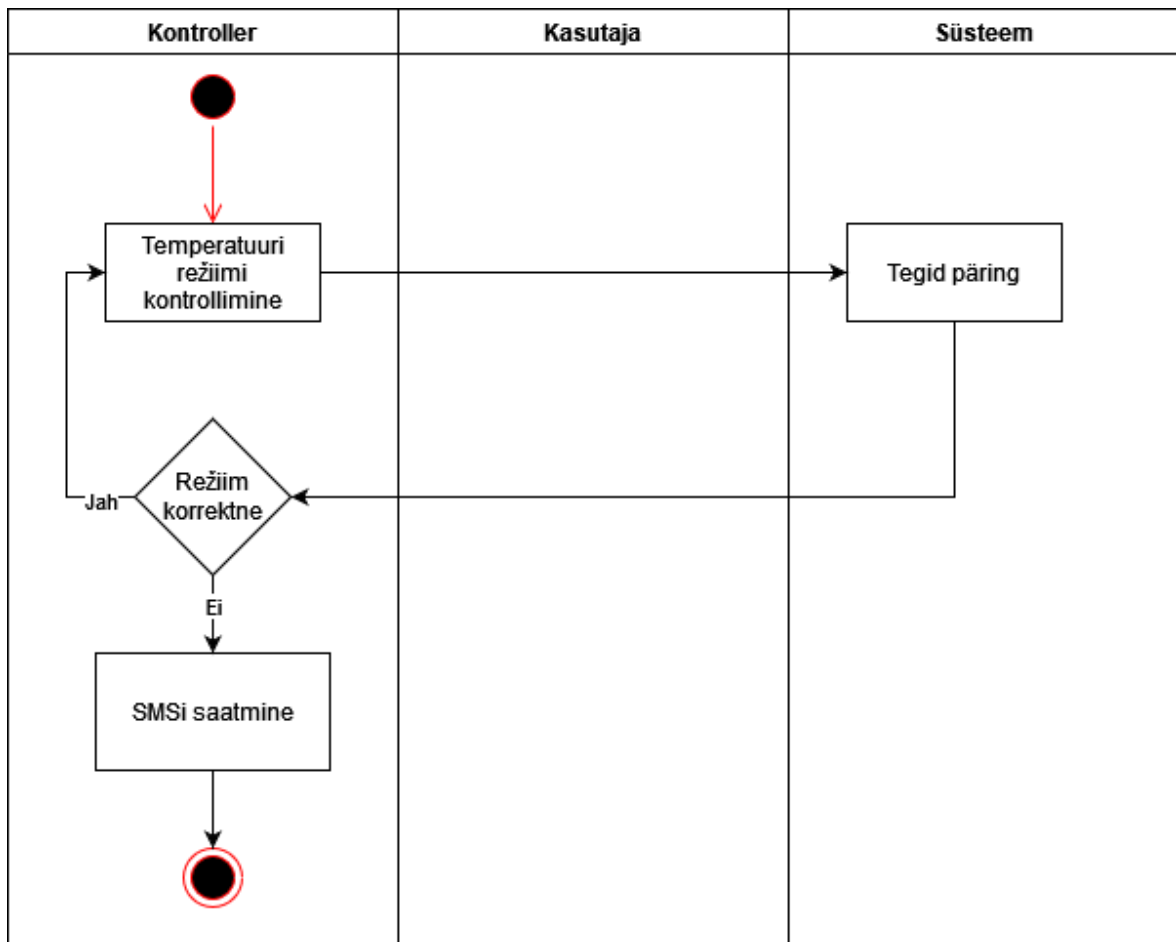 Kontroller
Kasutaja
Süsteem
Temperatuuri
režiimi
kontrollimine
Tegid päring
Režiim
korrektne
Jah
Ei
SMSi saatmine